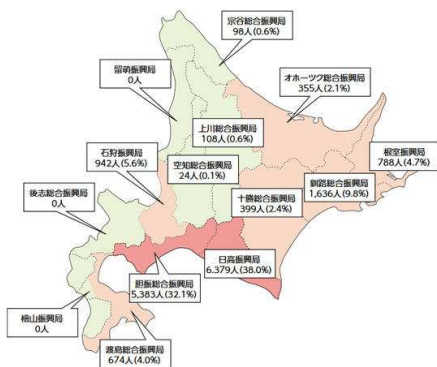 宗谷総合振興局
98人(0.6%)
留萌振興局
0人
オホーツク総合振興局
355人(2.1%)
上川総合振興局
108人(0.6%)
石狩振興局
942人(5.6%)
空知総合振興局
24人(0.1%)
根室振興局
788人(4.7%)
釧路総合振興局
1,636人(9.8%)
後志総合振興局
0人
十勝総合振興局
399人(2.4%)
日高振興局
6.379人(38.0%)
胆振総合振興局
5,383人(32.1%)
檜山振興局
0人
渡島総合振興局
674人(4.0%)